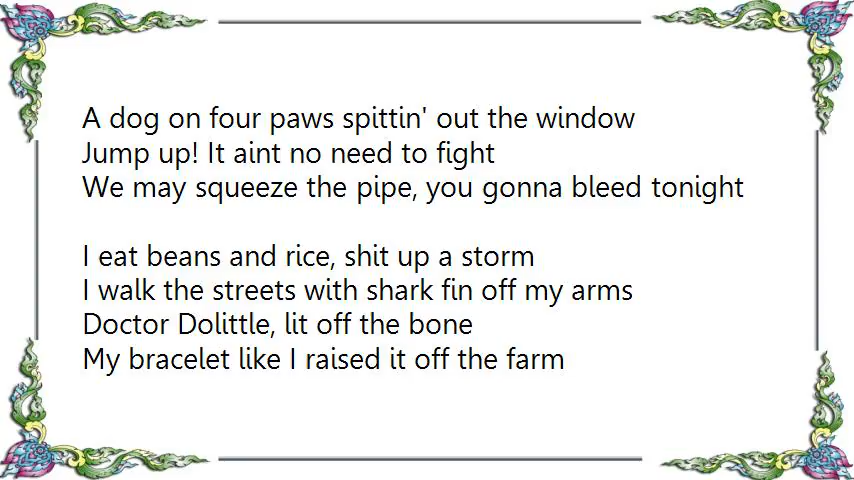 A dog on four paws spittin' out the window
Jump up! It aint no need to fight
We may squeeze the pipe, you gonna bleed tonight
I eat beans and rice, shit up a storm
I walk the streets with shark fin off my arms
Doctor Dolittle, lit off the bone
My bracelet like I raised it off the farm